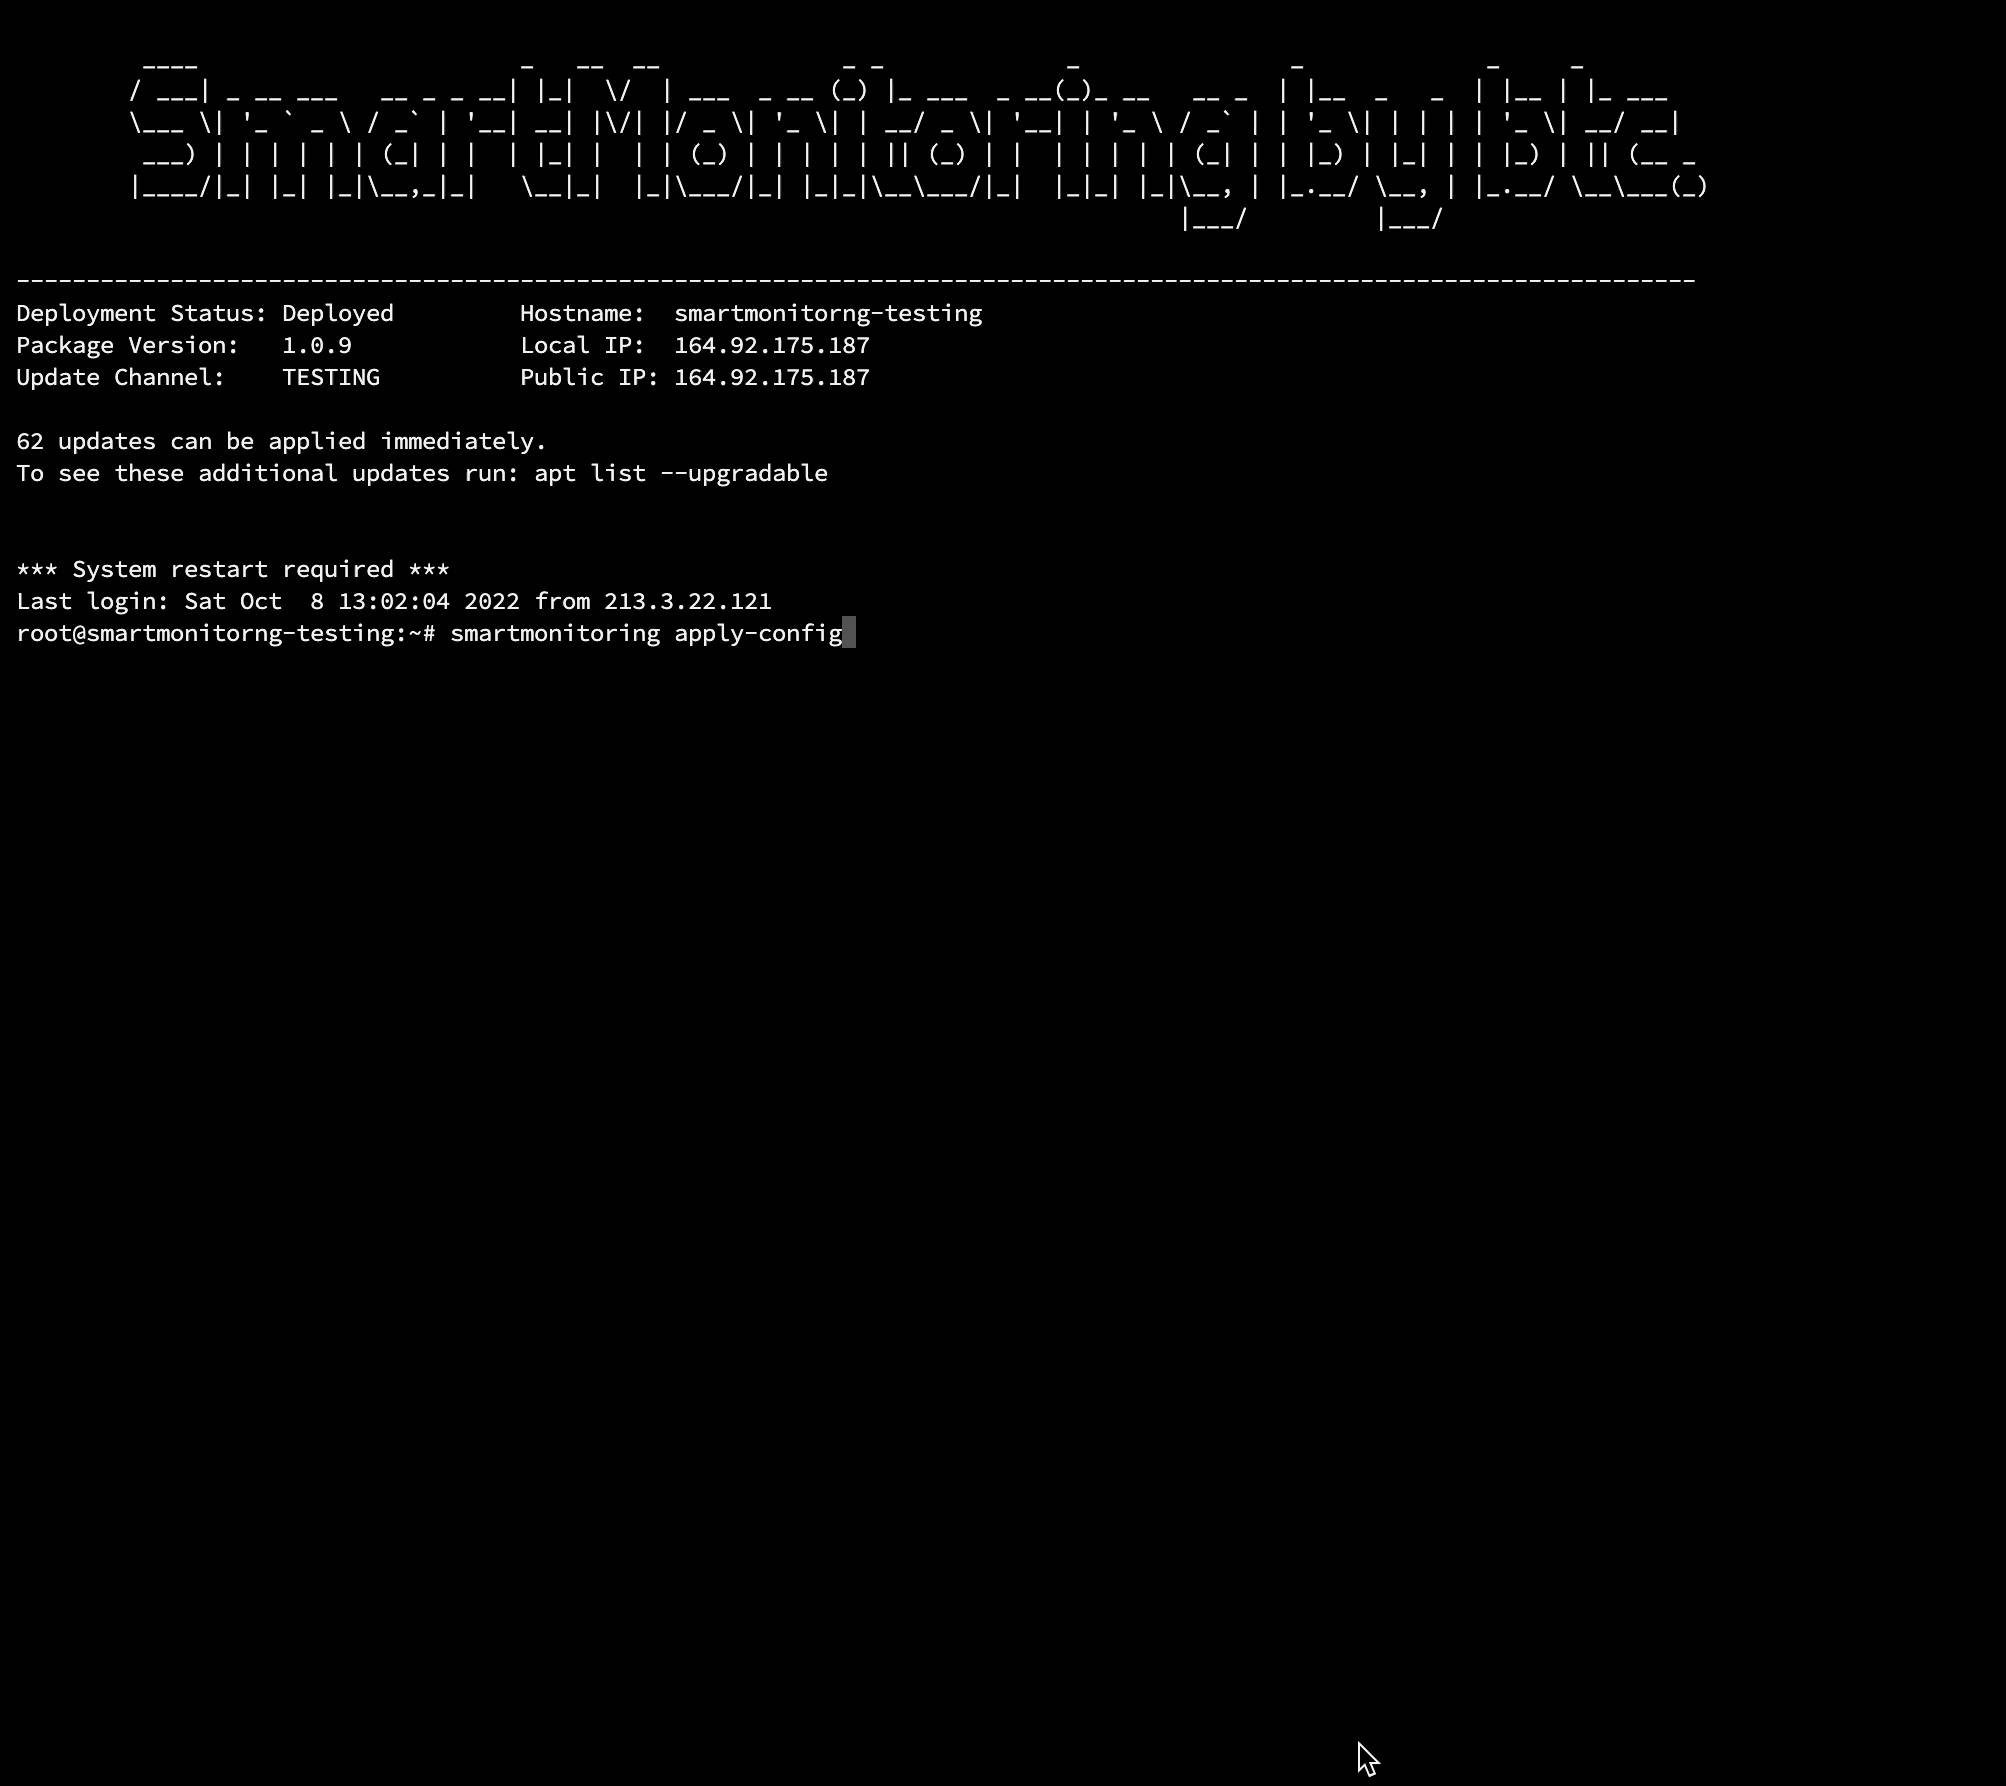 SmartMonitoring by btc.
--------------------------------------------------------------------------------------------------------------------------------
Deployment Status: Deployed         Hostname:  smartmonitorng-testing
Package Version:   1.0.9            Local IP:  164.92.175.187
Update Channel:    TESTING          Public IP: 164.92.175.187
62 updates can be applied immediately.
To see these additional updates run: apt list --upgradable
*** System restart required ***
Last login: Sat Oct  8 13:02:04 2022 from 213.3.22.121
root@smartmonitorng-testing:~# smartmonitoring apply-config